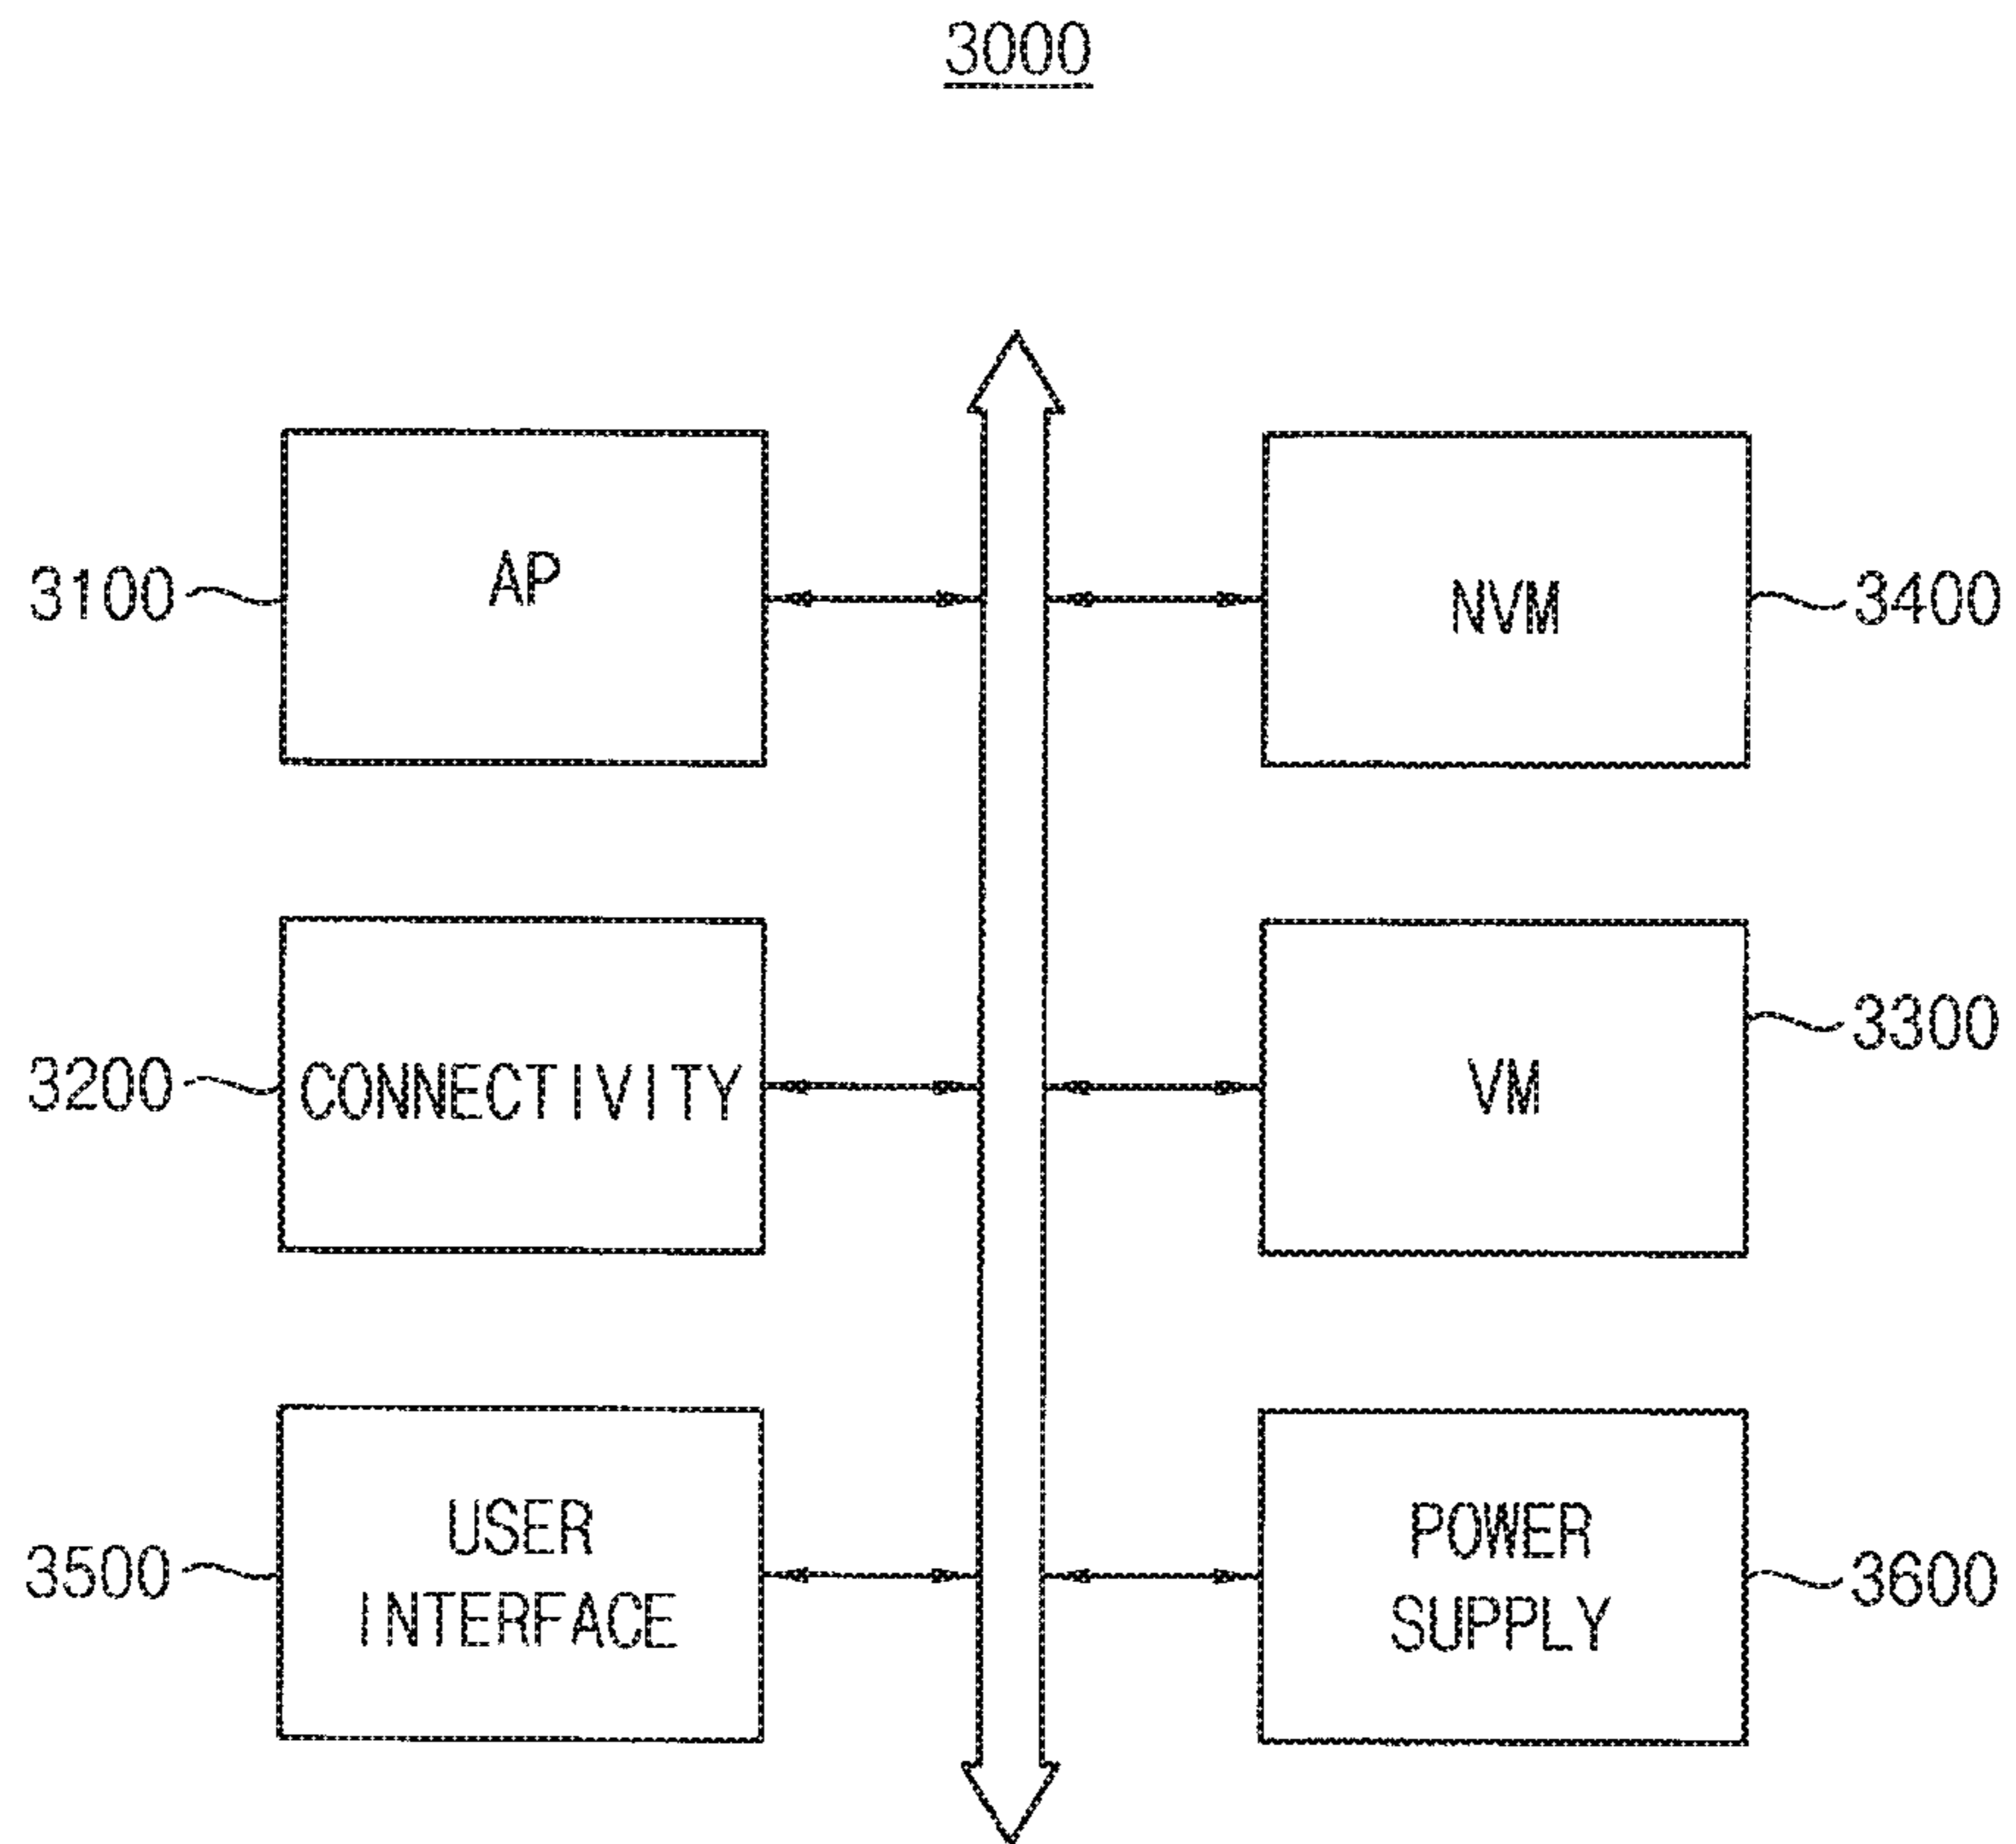 3000
3100
AP
NVM
3400
3200
CONNECTIVITY
VM
3300
3500
USER
INTERFACE
POWER
SUPPLY
3600